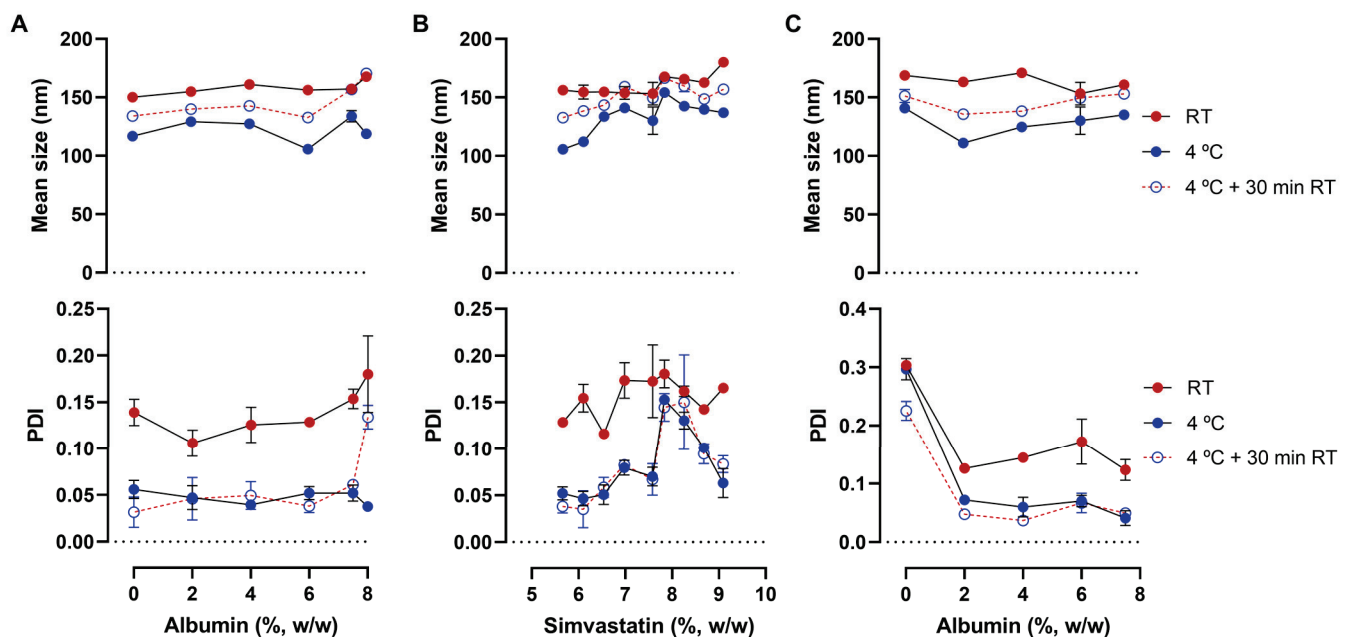 A
B
C
200
150
100
50
0
Mean size (nm)
200
150
100
50
0
Mean size (nm)
200
150
100
50
0
Mean size (nm)
RT
4 ºC
4 ºC + 30 min RT
0.25
0.20
0.15
0.10
0.05
0.00
PDI
0.25
0.20
0.15
0.10
0.05
0.00
PDI
0.4
0.3
0.2
0.1
0.0
PDI
RT
4 ºC
4 ºC + 30 min RT
0 2 4 6 8
Albumin (%, w/w)
5 6 7 8 9 10
Simvastatin (%, w/w)
0 2 4 6 8
Albumin (%, w/w)